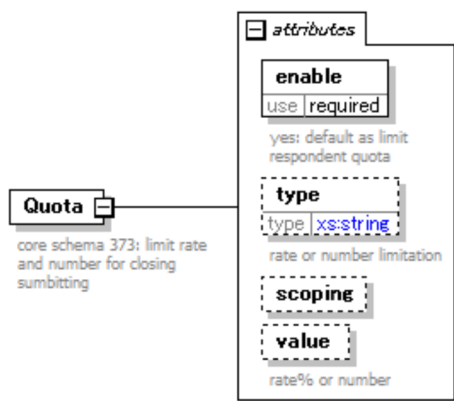 attributes
enable
use required
yes: default as limit
respondent quota
Quota
core schema 373: limit rate
and number for closing
sumbitting
type
type xs:string
rate or number limitation
scoping
value
rate% or number